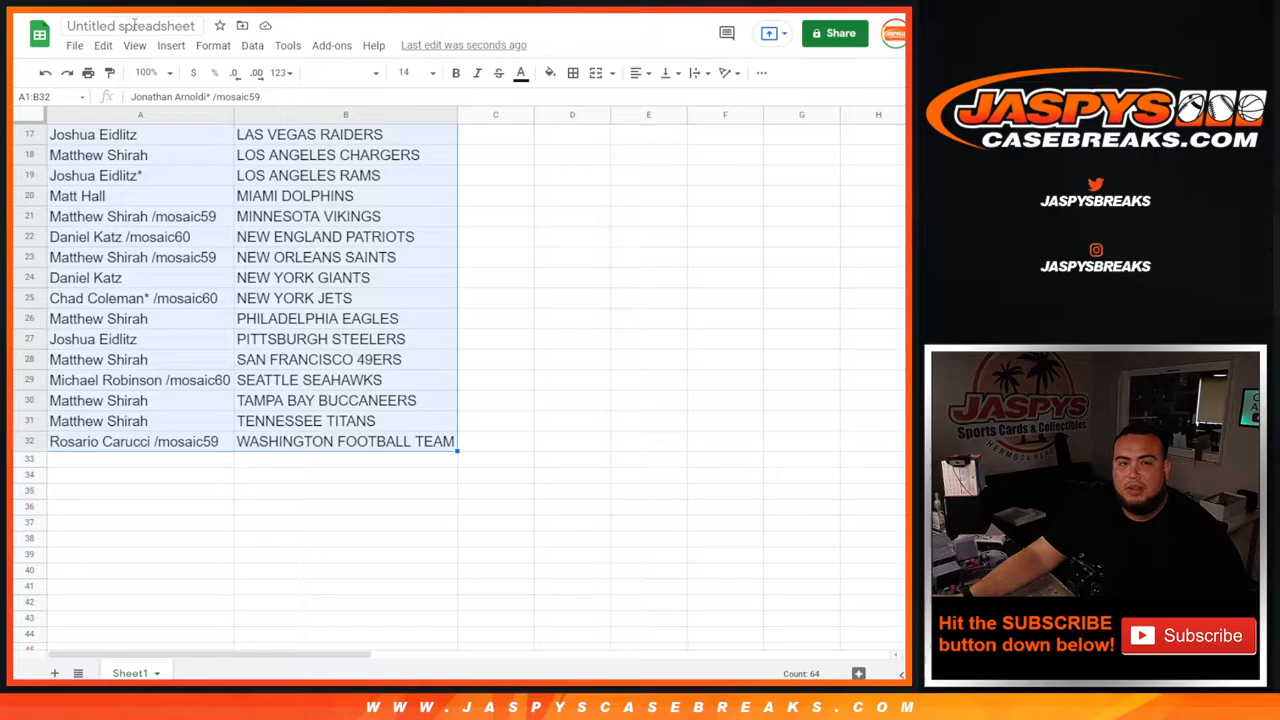 Untitled spreadsheet
File Edit View Insert Format Data Tools Add-ons Help Last edit was seconds ago
Share
100% $ % .0 .00 123 14 B I S A
A1:B32 fx Jonathan Arnoldi* /mosaic59
A B C D E F G H
17 Joshua Eidlitz LAS VEGAS RAIDERS
18 Matthew Shirah LOS ANGELES CHARGERS
19 Joshua Eidlitz* LOS ANGELES RAMS
20 Matt Hall MIAMI DOLPHINS
21 Matthew Shirah /mosaic59 MINNESOTA VIKINGS
22 Daniel Katz /mosaic60 NEW ENGLAND PATRIOTS
23 Matthew Shirah /mosaic59 NEW ORLEANS SAINTS
24 Daniel Katz NEW YORK GIANTS
25 Chad Coleman* /mosaic60 NEW YORK JETS
26 Matthew Shirah PHILADELPHIA EAGLES
27 Joshua Eidlitz PITTSBURGH STEELERS
28 Matthew Shirah SAN FRANCISCO 49ERS
29 Michael Robinson /mosaic60 SEATTLE SEAHAWKS
30 Matthew Shirah TAMPA BAY BUCCANEERS
31 Matthew Shirah TENNESSEE TITANS
32 Rosario Carucci /mosaic59 WASHINGTON FOOTBALL TEAM
33
34
35
36
37
38
39
40
41
42
43
44
Sheet1
Count: 64
JASPYS
CASEBREAKS.COM
JASPYSBREAKS
JASPYSBREAKS
JASPYS
Sports Cards & Collectibles
HERMOSA BEACH
Hit the SUBSCRIBE
button down below!
Subscribe
WWW.JASPYSCASEBREAKS.COM